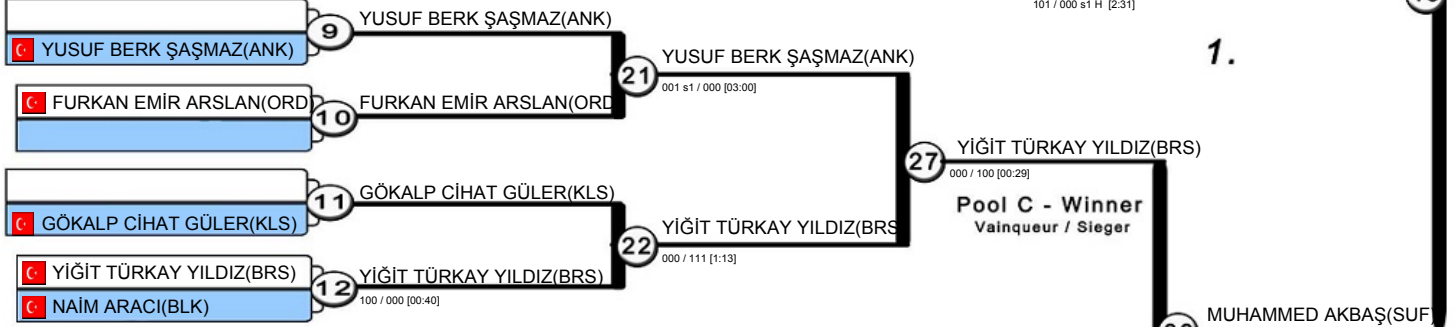 101 / 000 s1 H [2:31]
YUSUF BERK ŞAŞMAZ(ANK)
9
YUSUF BERK ŞAŞMAZ(ANK)
1.
YUSUF BERK ŞAŞMAZ(ANK)
21
001 s1 / 000 [03:00]
FURKAN EMİR ARSLAN(ORD)
10
FURKAN EMİR ARSLAN(ORD
YİĞİT TÜRKAY YILDIZ(BRS)
27
000 / 100 [00:29]
GÖKALP CİHAT GÜLER(KLS)
11
GÖKALP CİHAT GÜLER(KLS)
Pool C - Winner
Vainqueur / Sieger
YİĞİT TÜRKAY YILDIZ(BRS
22
000 / 111 [1:13]
YİĞİT TÜRKAY YILDIZ(BRS)
12
YİĞİT TÜRKAY YILDIZ(BRS)
100 / 000 [00:40]
NAİM ARACI(BLK)
MUHAMMED AKBAŞ(SUF)